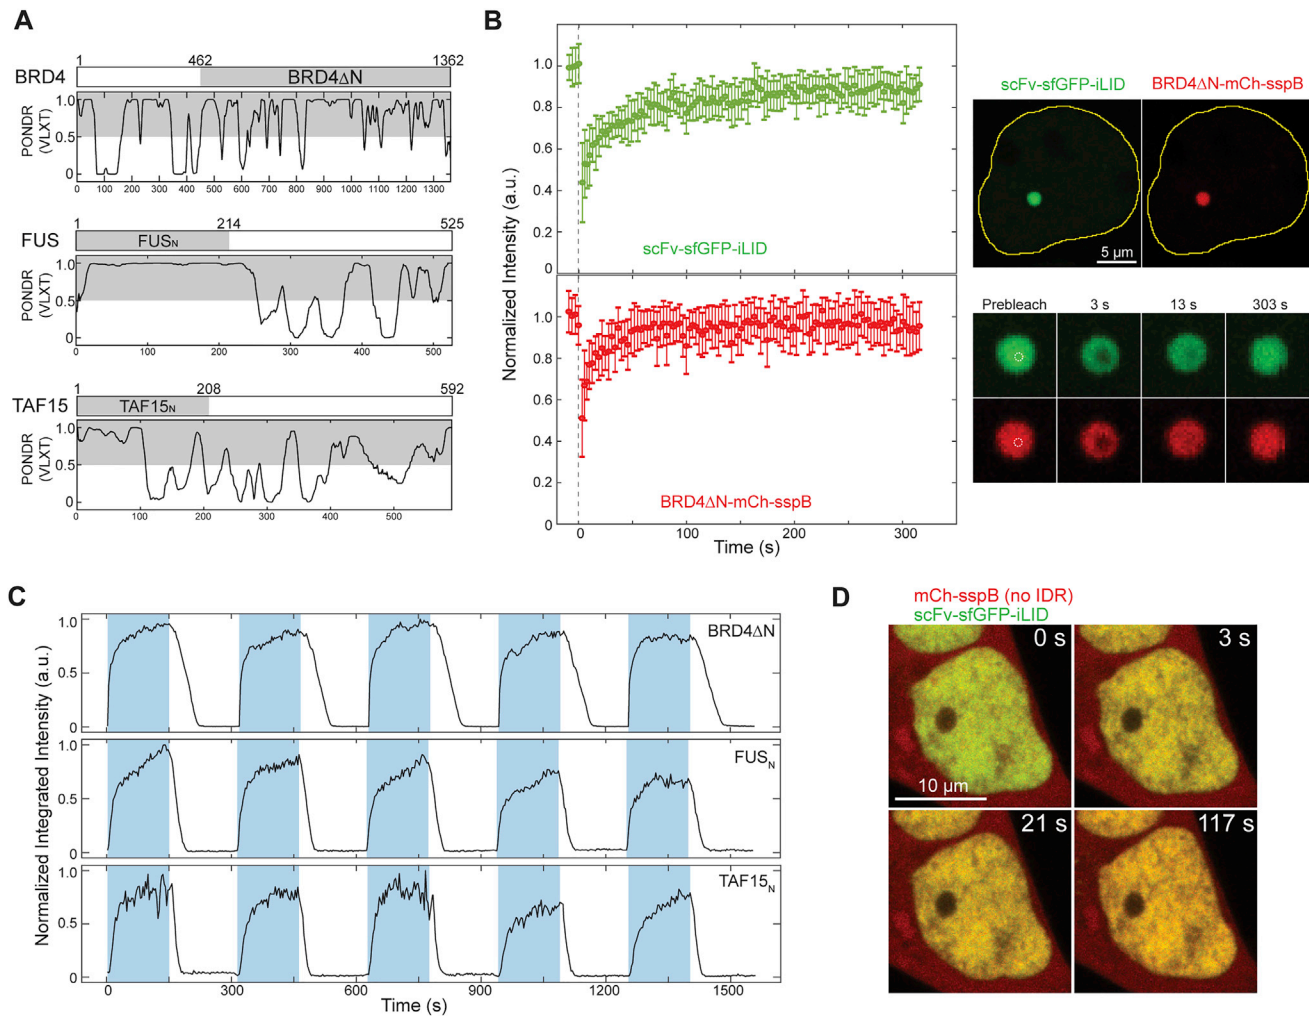 A
1 462 1362
BRD4 BRD4ΔN
PONDR (VLXT)
1.0
0.5
0
0 100 200 300 400 500 600 700 800 900 1000 1100 1200 1300
1 214 525
FUS FUSN
PONDR (VLXT)
1.0
0.5
0
0 100 200 300 400 500
1 208 592
TAF15 TAF15N
PONDR (VLXT)
1.0
0.5
0
0 100 200 300 400 500
B
Normalized Intensity (a.u.)
1.0
0.8
0.6
0.4
0.2
0
scFv-sfGFP-iLID
1.0
0.8
0.6
0.4
0.2
0
BRD4ΔN-mCh-sspB
0 100 200 300
Time (s)
scFv-sfGFP-iLID BRD4ΔN-mCh-sspB
5 µm
Prebleach 3 s 13 s 303 s
C
Normalized Integrated Intensity (a.u.)
1.0
0.5
0
BRD4ΔN
1.0
0.5
0
FUSN
1.0
0.5
0
TAF15N
0 300 600 900 1200 1500
Time (s)
D
mCh-sspB (no IDR)
scFv-sfGFP-iLID
0 s 3 s
10 µm
21 s 117 s